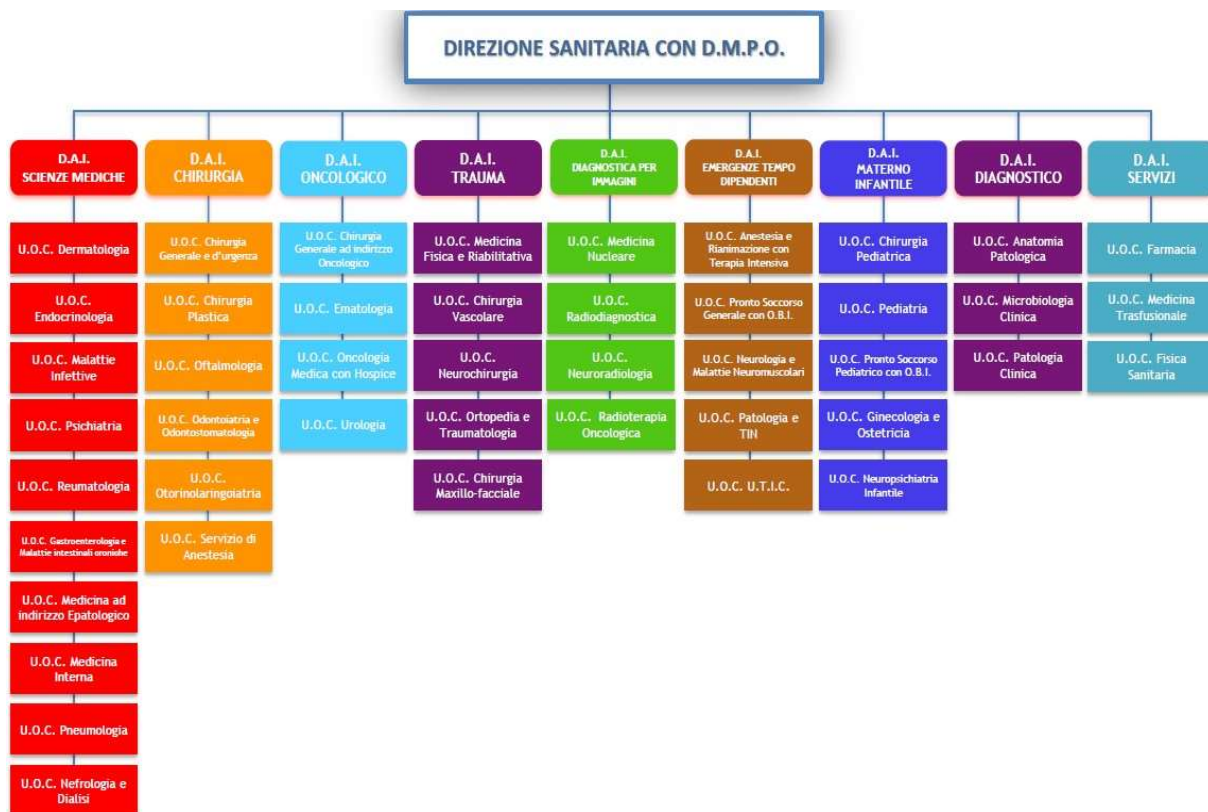 DIREZIONE SANITARIA CON D.M.P.O.
D.A.I.
SCIENZE MEDICHE
U.O.C. Dermatologia
U.O.C.
Endocrinologia
U.O.C. Malattie
Infettive
U.O.C. Psichiatria
U.O.C. Reumatologia
U.O.C. Gastroenterologia e
Malattie intestinali croniche
U.O.C. Medicina ad
indirizzo Epatologico
U.O.C. Medicina
Interna
U.O.C. Pneumologia
U.O.C. Nefrologia e
Dialisi
D.A.I.
CHIRURGIA
U.O.C. Chirurgia
Generale e d'urgenza
U.O.C. Chirurgia
Plastica
U.O.C. Oftalmologia
U.O.C. Odontoiatria e
Odontostomatologia
U.O.C.
Otorinolaringoiatria
U.O.C. Servizio di
Anestesia
D.A.I.
ONCOLOGICO
U.O.C. Chirurgia
Generale ad indirizzo
Oncologico
U.O.C. Ematologia
U.O.C. Oncologia
Medica con Hospice
U.O.C. Urologia
D.A.I.
TRAUMA
U.O.C. Medicina
Fisica e Riabilitativa
U.O.C. Chirurgia
Vascolare
U.O.C.
Neurochirurgia
U.O.C. Ortopedia e
Traumatologia
U.O.C. Chirurgia
Maxillo-facciale
D.A.I.
DIAGNOSTICA PER
IMMAGINI
U.O.C. Medicina
Nucleare
U.O.C.
Radiodiagnostica
U.O.C.
Neuroradiologia
U.O.C. Radioterapia
Oncologica
D.A.I.
EMERGENZE TEMPO
DIPENDENTI
U.O.C. Anestesia e
Rianimazione con
Terapia Intensiva
U.O.C. Pronto Soccorso
Generale con O.B.I.
U.O.C. Neurologia e
Malattie Neuromuscolari
U.O.C. Patologia e
TIN
U.O.C. U.T.I.C.
D.A.I.
MATERNO
INFANTILE
U.O.C. Chirurgia
Pediatrica
U.O.C. Pediatria
U.O.C. Pronto Soccorso
Pediatrico con O.B.I.
U.O.C. Ginecologia e
Ostetricia
U.O.C. Neuropsichiatria
Infantile
D.A.I.
DIAGNOSTICO
U.O.C. Anatomia
Patologica
U.O.C. Microbiologia
Clinica
U.O.C. Patologia
Clinica
D.A.I.
SERVIZI
U.O.C. Farmacia
U.O.C. Medicina
Trasfusionale
U.O.C. Fisica
Sanitaria